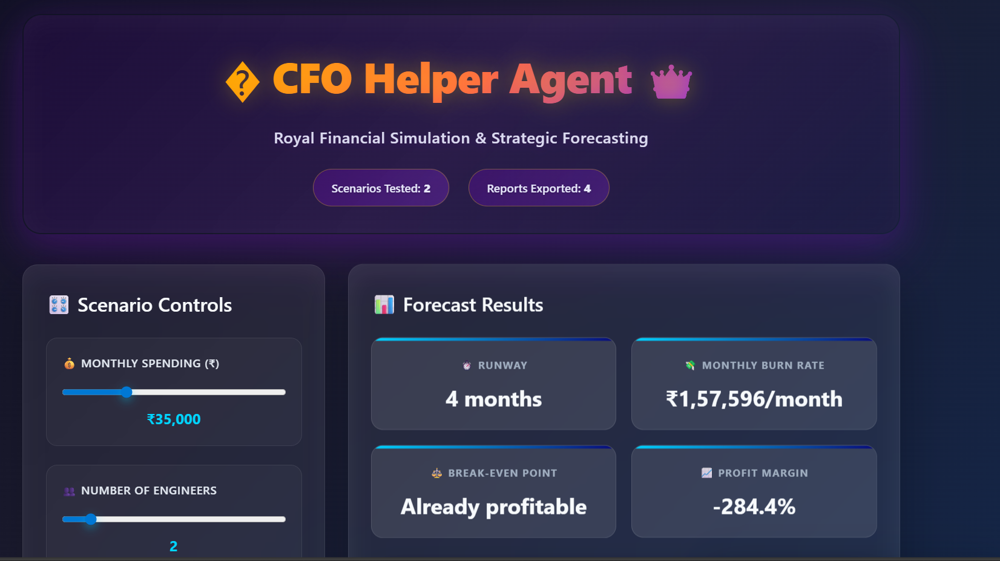 � CFO Helper Agent
Royal Financial Simulation & Strategic Forecasting
Scenarios Tested: 2
Reports Exported: 4
Scenario Controls
MONTHLY SPENDING (₹)
₹35,000
NUMBER OF ENGINEERS
2
Forecast Results
RUNWAY
4 months
MONTHLY BURN RATE
₹1,57,596/month
BREAK-EVEN POINT
Already profitable
PROFIT MARGIN
-284.4%